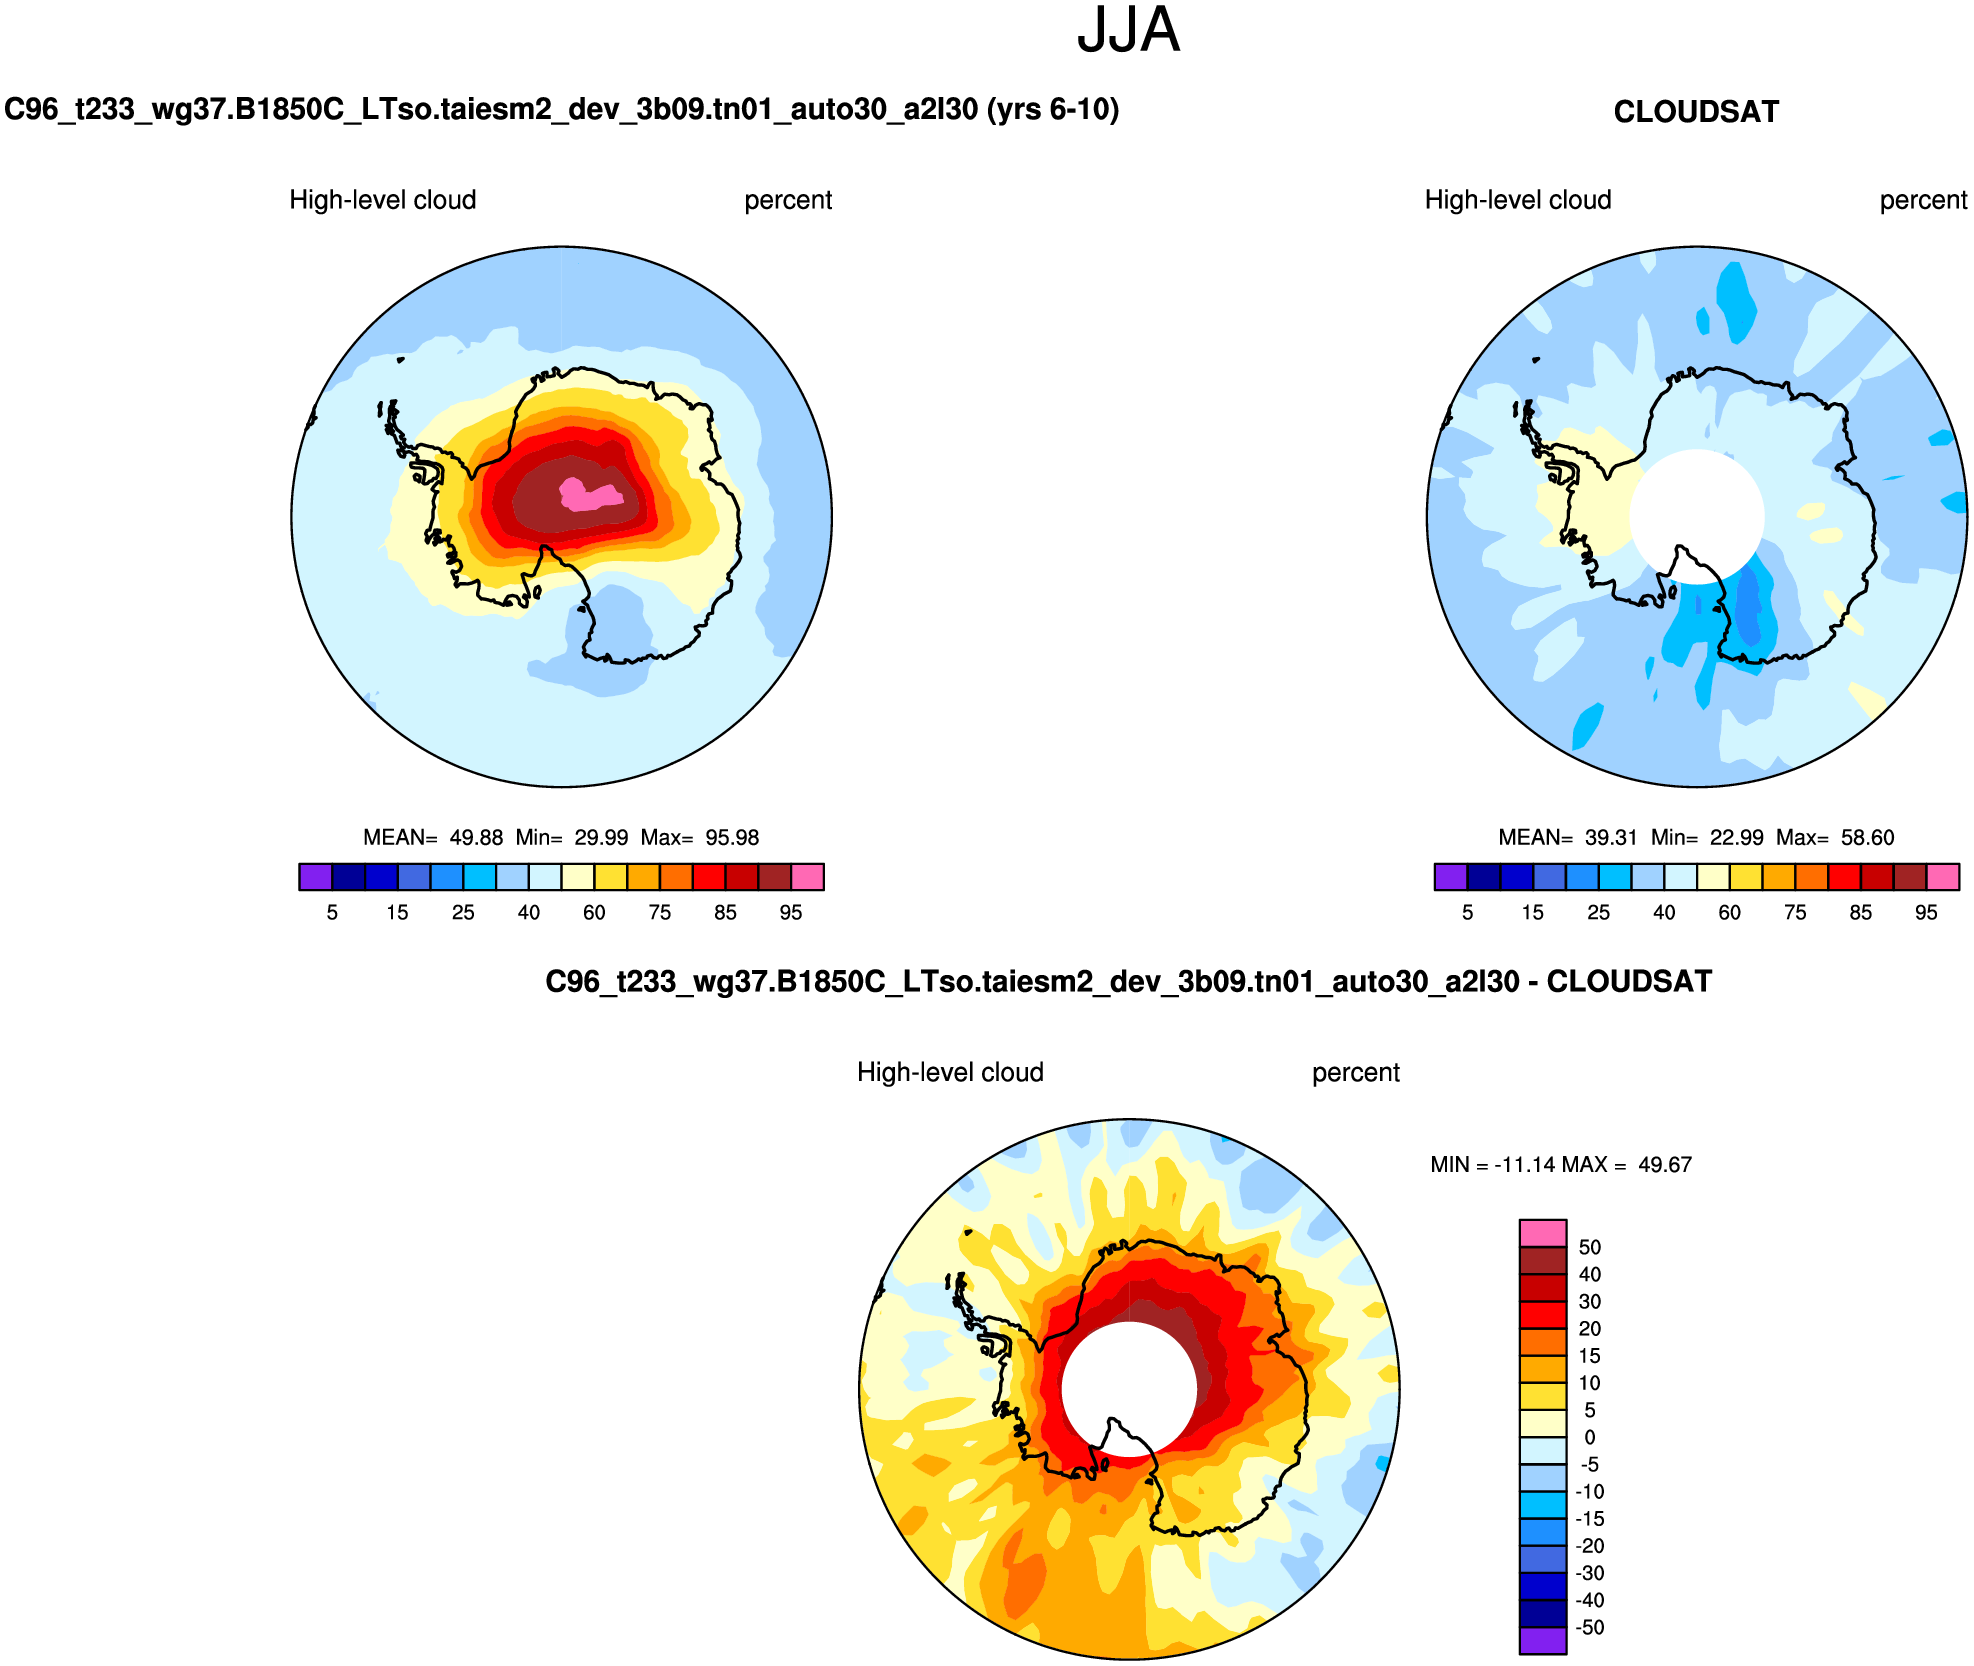 JJA
C96_t233_wg37.B1850C_LTso.taiesm2_dev_3b09.tn01_auto30_a2l30 (yrs 6-10)
CLOUDSAT
High-level cloud percent
High-level cloud percent
MEAN= 49.88 Min= 29.99 Max= 95.98
MEAN= 39.31 Min= 22.99 Max= 58.60
5 15 25 40 60 75 85 95
5 15 25 40 60 75 85 95
C96_t233_wg37.B1850C_LTso.taiesm2_dev_3b09.tn01_auto30_a2l30 - CLOUDSAT
High-level cloud percent
MIN = -11.14 MAX = 49.67
50
40
30
20
15
10
5
0
-5
-10
-15
-20
-30
-40
-50